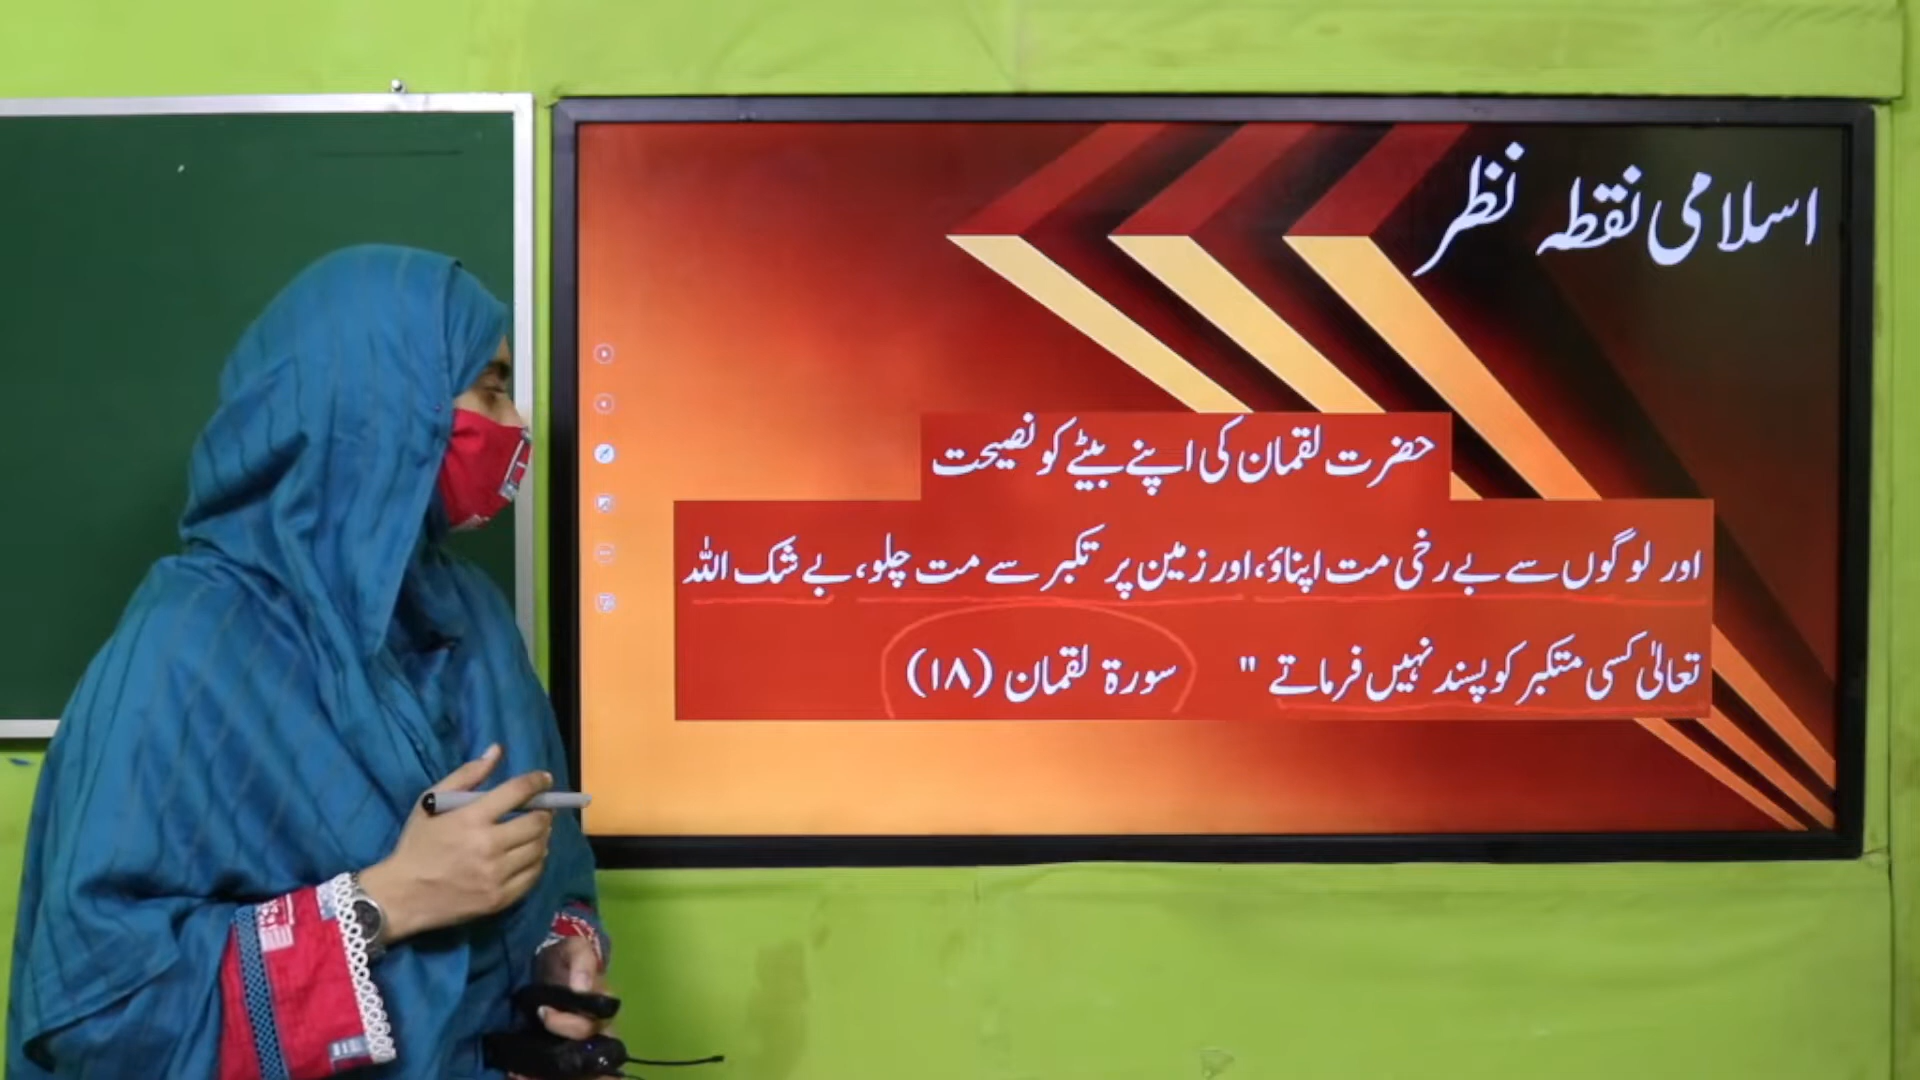 اسلامی نقطہ نظر
حضرت لقمان کی اپنے بیٹے کو نصیحت
اور لوگوں سے بے رخی مت اپناؤ، اور زمین پر تکبر سے مت چلو، بے شک اللہ
تعالیٰ کسی متکبر کو پسند نہیں فرماتے " سورۃ لقمان (۱۸)